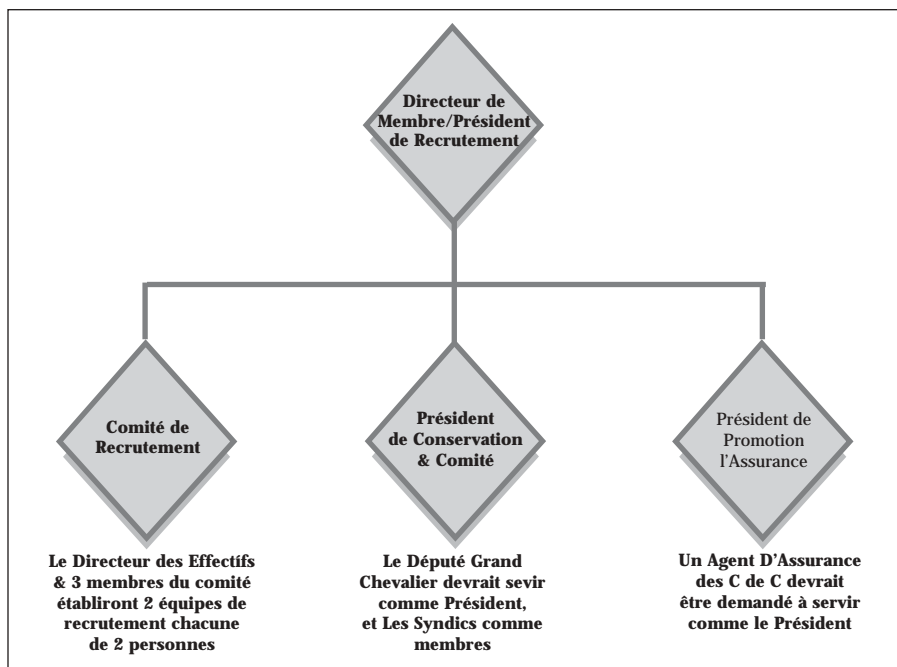 Directeur de
Membre/Président
de Recrutement
Comité de
Recrutement
Président
de Conservation
& Comité
Président de
Promotion
l'Assurance
Le Directeur des Effectífs
& 3 membres du comité
établiront 2 équipes de
recrutement chacune
de 2 personnes
Le Député Grand
Chevalier devrait sevir
comme Président,
et Les Syndics comme
membres
Un Agent D'Assurance
des C de C devrait
être demandé à servir
comme le Président